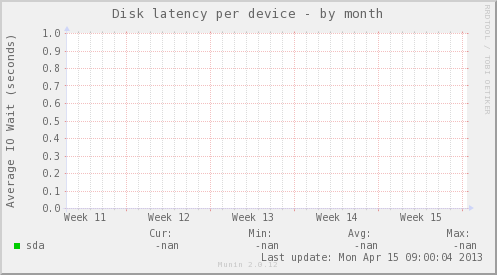 Disk latency per device - by month
RRDTOOL / TOBI OETIKER
Average IO Wait (seconds)
1.0
0.9
0.8
0.7
0.6
0.5
0.4
0.3
0.2
0.1
0.0
Week 11 Week 12 Week 13 Week 14 Week 15
Cur: Min: Avg: Max:
sda -nan -nan -nan -nan
Last update: Mon Apr 15 09:00:04 2013
Munin 2.0.12